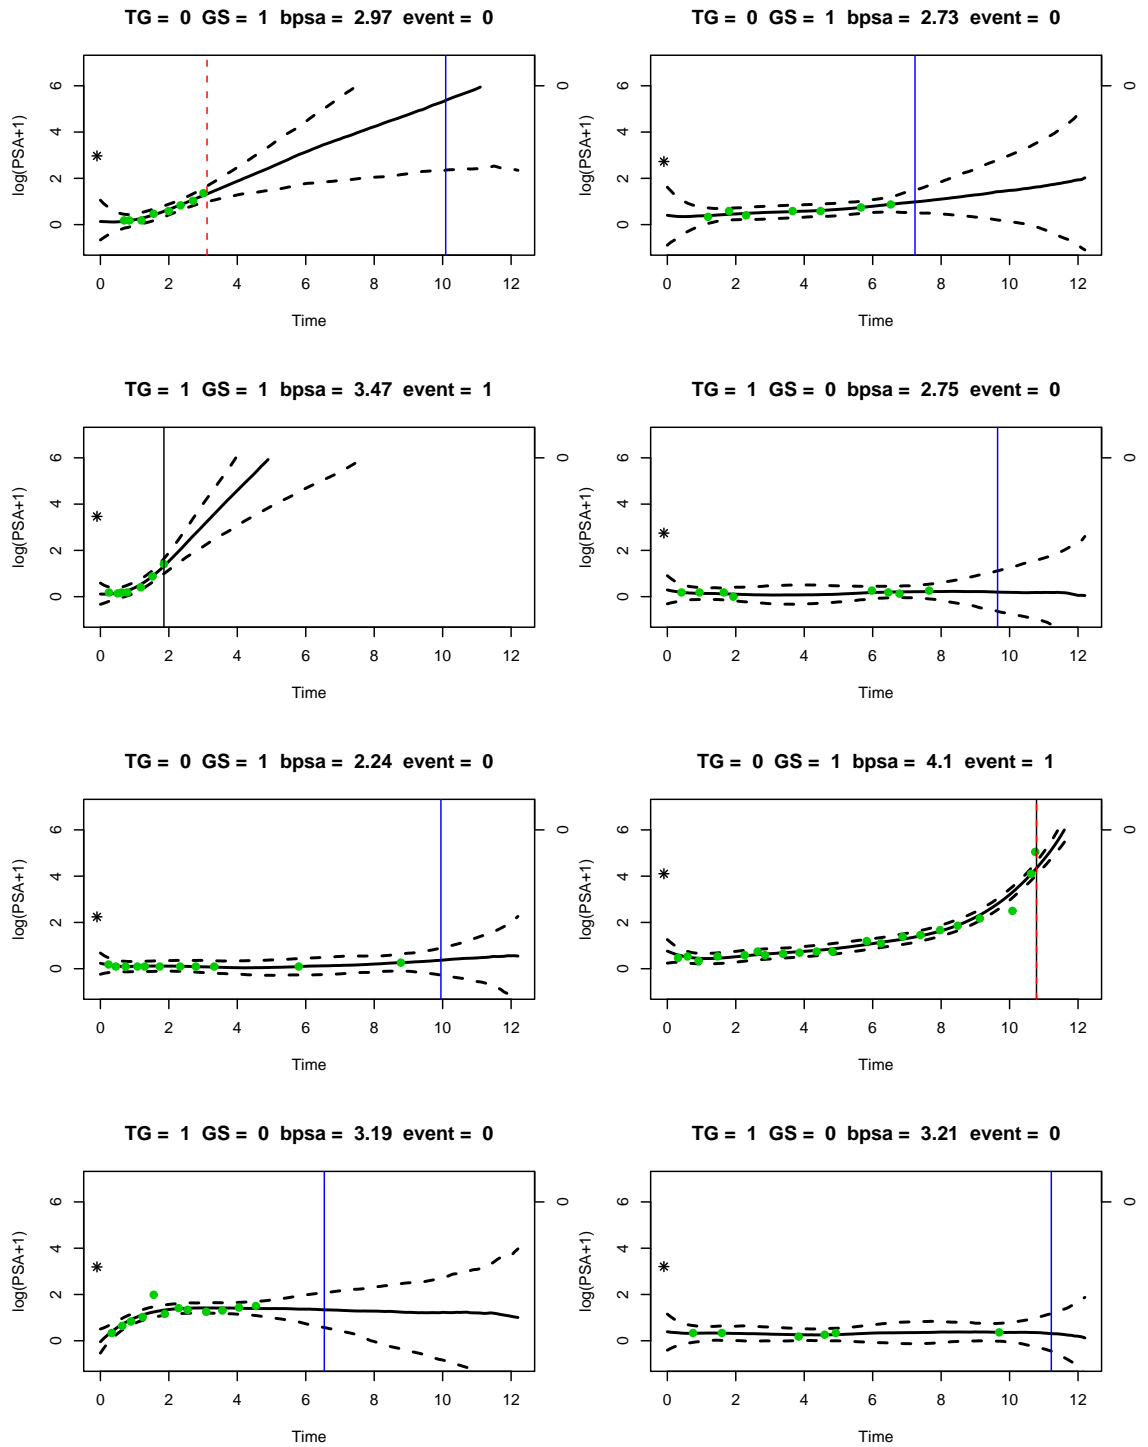 TG = 0 GS = 1 bpsa = 2.97 event = 0
log(PSA+1)
0 2 4 6
0
0 2 4 6 8 10 12
Time
TG = 0 GS = 1 bpsa = 2.73 event = 0
log(PSA+1)
0 2 4 6
0
0 2 4 6 8 10 12
Time
TG = 1 GS = 1 bpsa = 3.47 event = 1
log(PSA+1)
0 2 4 6
0
0 2 4 6 8 10 12
Time
TG = 1 GS = 0 bpsa = 2.75 event = 0
log(PSA+1)
0 2 4 6
0
0 2 4 6 8 10 12
Time
TG = 0 GS = 1 bpsa = 2.24 event = 0
log(PSA+1)
0 2 4 6
0
0 2 4 6 8 10 12
Time
TG = 0 GS = 1 bpsa = 4.1 event = 1
log(PSA+1)
0 2 4 6
0
0 2 4 6 8 10 12
Time
TG = 1 GS = 0 bpsa = 3.19 event = 0
log(PSA+1)
0 2 4 6
0
0 2 4 6 8 10 12
Time
TG = 1 GS = 0 bpsa = 3.21 event = 0
log(PSA+1)
0 2 4 6
0
0 2 4 6 8 10 12
Time